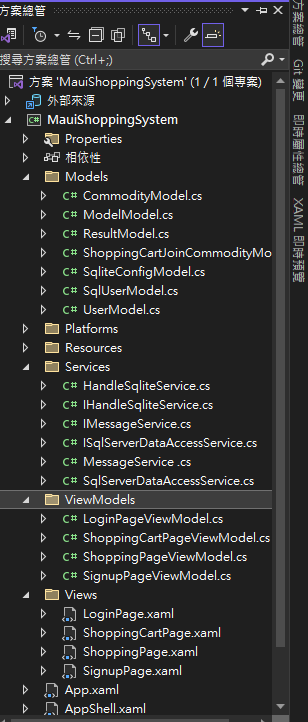 方案總管
搜尋方案總管 (Ctrl+;)
方案 'MauiShoppingSystem' (1 / 1 個專案)
外部來源
C# MauiShoppingSystem
Properties
相依性
Models
C# CommodityModel.cs
C# ModelModel.cs
C# ResultModel.cs
C# ShoppingCartJoinCommodityMo
C# SqliteConfigModel.cs
C# SqlUserModel.cs
C# UserModel.cs
Platforms
Resources
Services
C# HandleSqliteService.cs
C# IHandleSqliteService.cs
C# IMessageService.cs
C# ISqlServerDataAccessService.cs
C# MessageService .cs
C# SqlServerDataAccessService.cs
ViewModels
C# LoginPageViewModel.cs
C# ShoppingCartPageViewModel.cs
C# ShoppingPageViewModel.cs
C# SignupPageViewModel.cs
Views
LoginPage.xaml
ShoppingCartPage.xaml
ShoppingPage.xaml
SignupPage.xaml
App.xaml
AppShell.xaml
方案總管
Git 變更
即時屬性總管
XAML 即時預覽